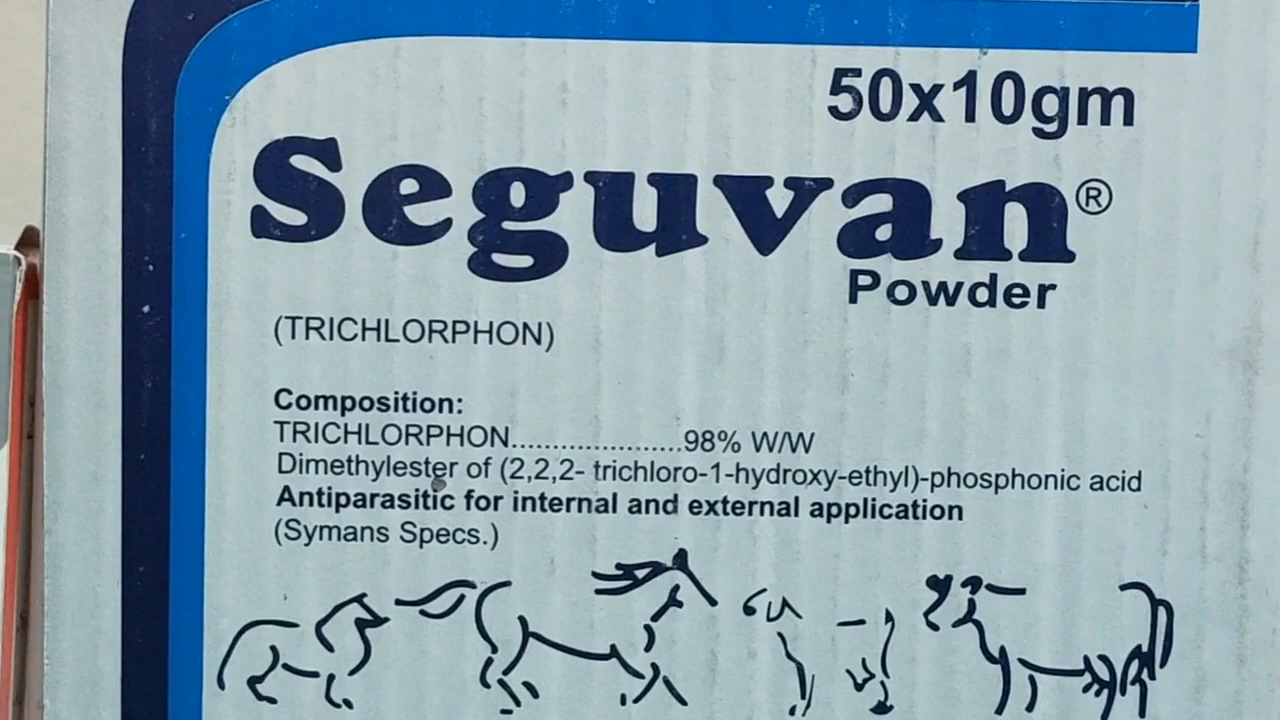 50x10gm
Seguvan®
Powder
(TRICHLORPHON)
Composition:
TRICHLORPHON.....................98% W/W
Dimethylester of (2,2,2- trichloro-1-hydroxy-ethyl)-phosphonic acid
Antiparasitic for internal and external application
(Symans Specs.)